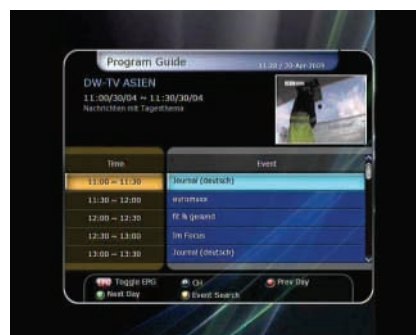 Program Guide
11:30 / 30-Apr-2009
DW-TV ASIEN
11:00/30/04 ~ 11:30/30/04
Nachrichten mit Tagesthema
Time
Event
11:00 ~ 11:30
Journal (deutsch)
11:30 ~ 12:00
euromaxx
12:00 ~ 12:30
fit & gesund
12:30 ~ 13:00
Im Focus
13:00 ~ 13:30
Journal (deutsch)
Toggle EPG
CH
Prev Day
Next Day
Event Search